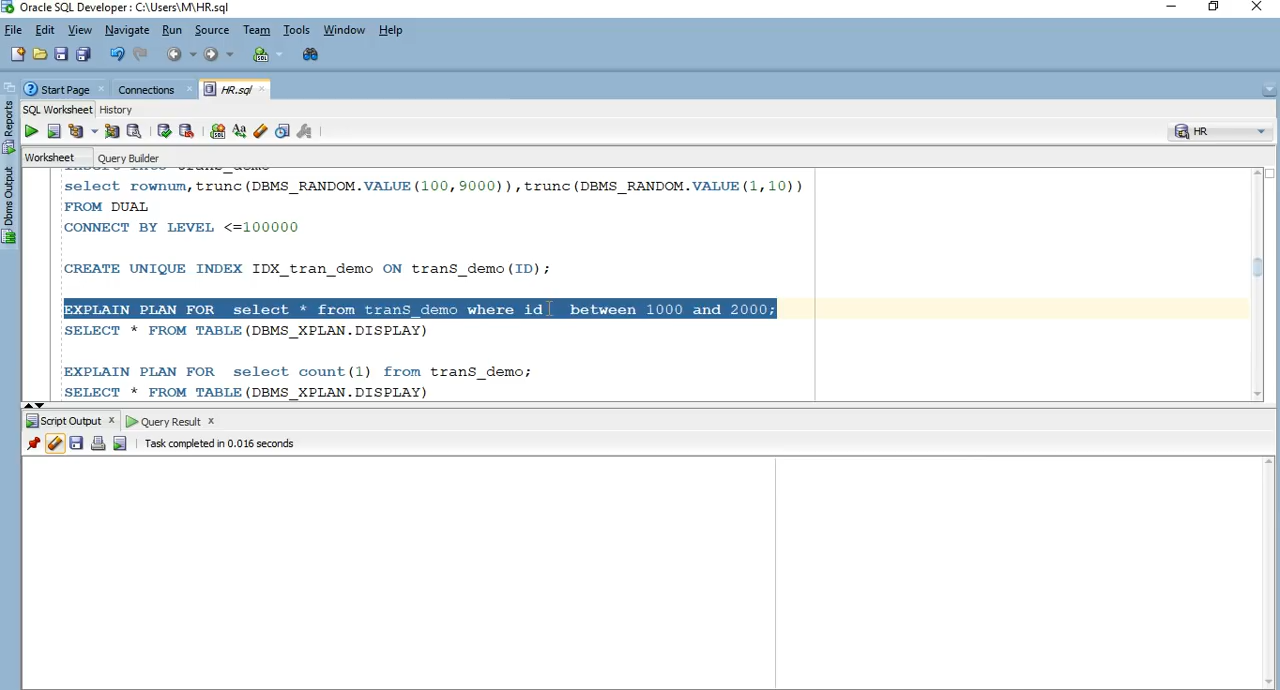 Oracle SQL Developer : C:\Users\M\HR.sql
File Edit View Navigate Run Source Team Tools Window Help
Start Page Connections HR.sql
SQL Worksheet History
HR
Worksheet Query Builder
Reports
Dbms Output
insert into tranS_demo
select rownum,trunc(DBMS_RANDOM.VALUE(100,9000)),trunc(DBMS_RANDOM.VALUE(1,10))
FROM DUAL
CONNECT BY LEVEL <=100000
CREATE UNIQUE INDEX IDX_tran_demo ON tranS_demo(ID);
EXPLAIN PLAN FOR  select * from tranS_demo where id   between 1000 and 2000;
SELECT * FROM TABLE(DBMS_XPLAN.DISPLAY)
EXPLAIN PLAN FOR  select count(1) from tranS_demo;
SELECT * FROM TABLE(DBMS_XPLAN.DISPLAY)
Script Output Query Result
Task completed in 0.016 seconds